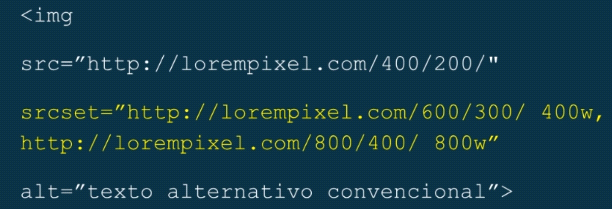 <img
src=”http://lorempixel.com/400/200/"
srcset=”http://lorempixel.com/600/300/ 400w,
http://lorempixel.com/800/400/ 800w”
alt=”texto alternativo convencional”>